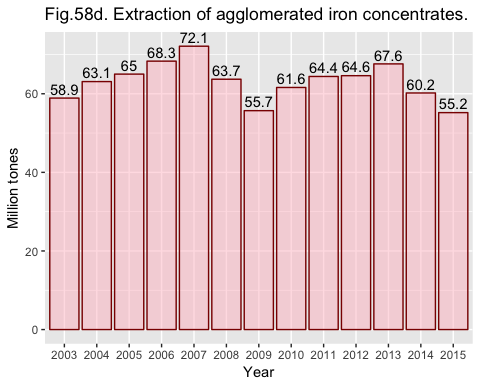 Fig.58d. Extraction of agglomerated iron concentrates.
58.9 63.1 65 68.3 72.1 63.7 55.7 61.6 64.4 64.6 67.6 60.2 55.2
60
40
20
0
Million tones
2003 2004 2005 2006 2007 2008 2009 2010 2011 2012 2013 2014 2015
Year